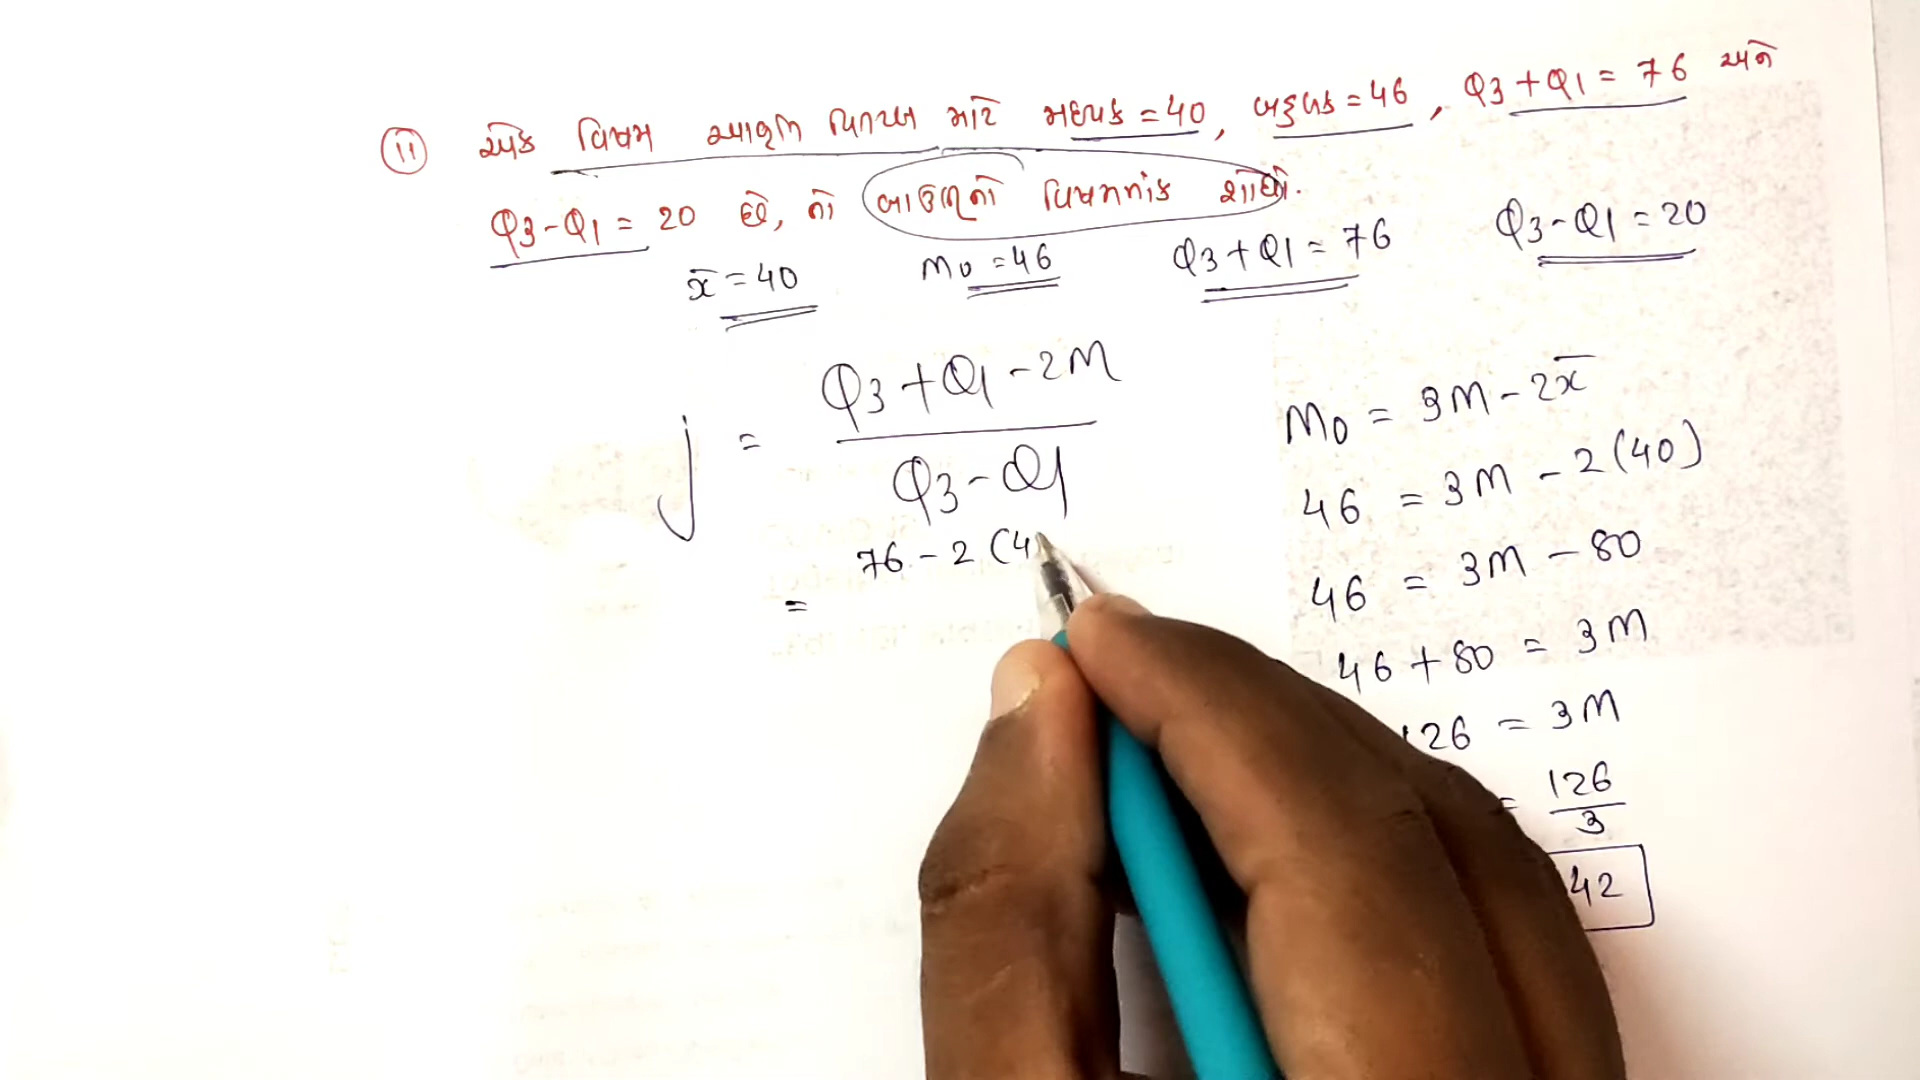 11 એક વિષમ આવૃત્તિ વિતરણ માટે મધ્યક = 40, બહુલક = 46, Q3 + Q1 = 76 અને
Q3 - Q1 = 20 છે, તો બાઉલીનો વિષમતાંક શોધો.
x̄ = 40 M0 = 46 Q3 + Q1 = 76 Q3 - Q1 = 20
j = Q3 + Q1 - 2M
Q3 - Q1
= 76 - 2 (4
M0 = 3M - 2x̄
46 = 3M - 2(40)
46 = 3M - 80
46 + 80 = 3M
126 = 3M
= 126
3
42